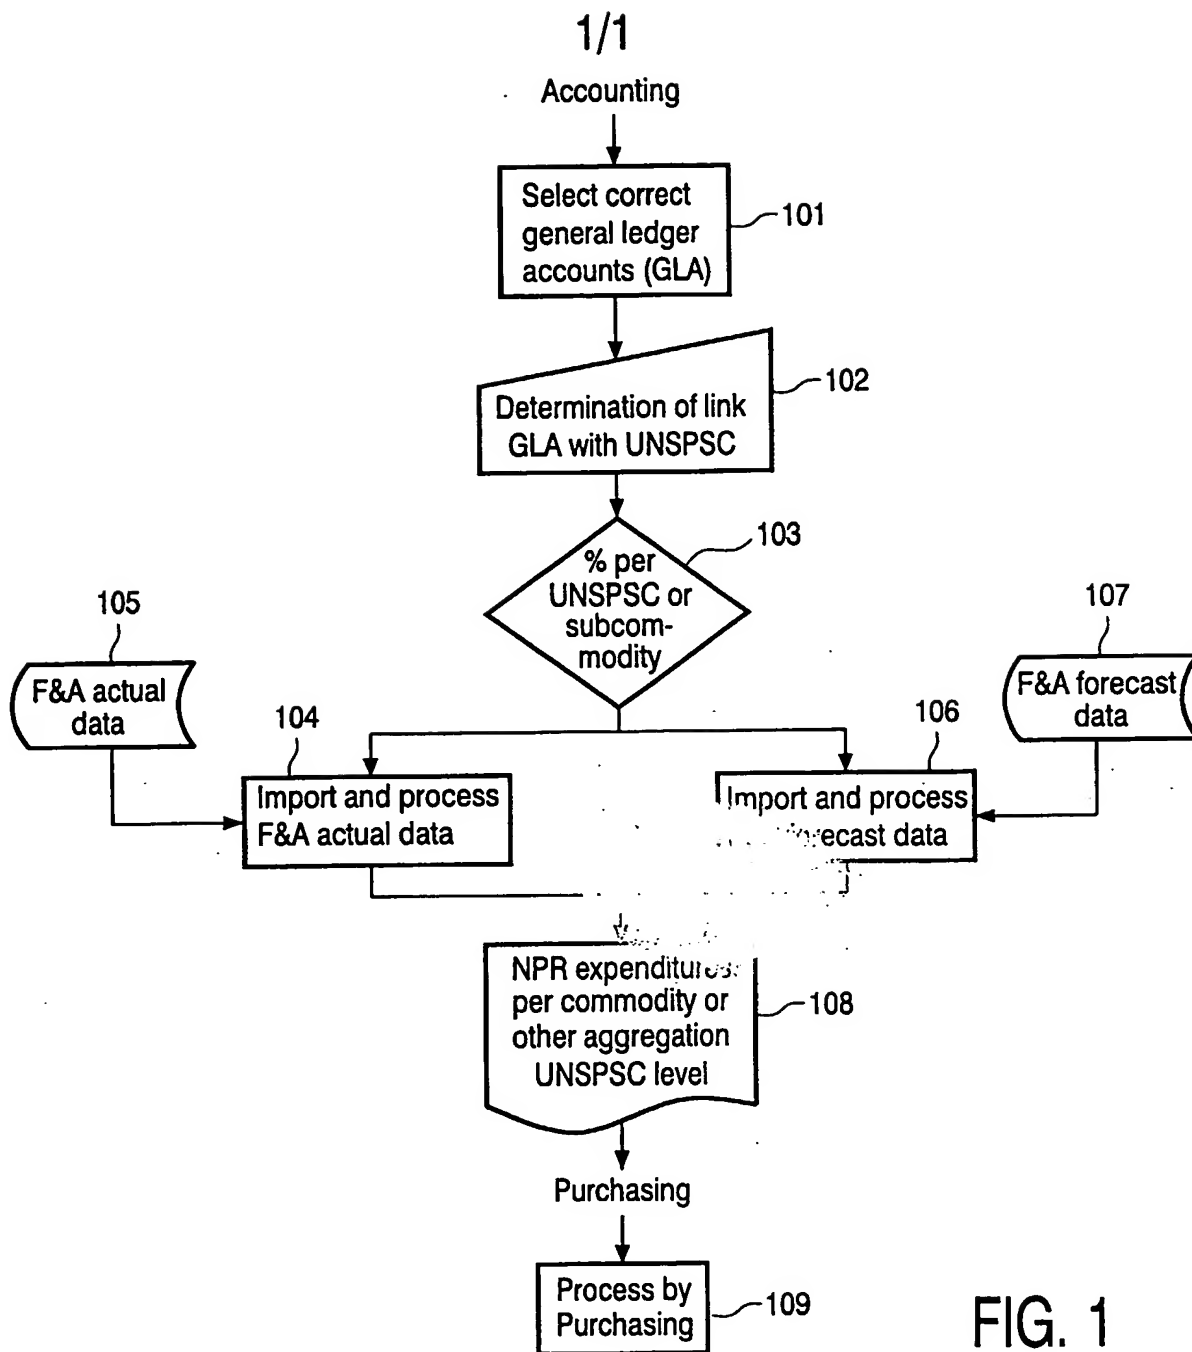 1/1
Accounting
Select correct
general ledger
accounts (GLA)
101
Determination of link
GLA with UNSPSC
102
% per
UNSPSC or
subcom-
modity
103
105
F&A actual
data
107
F&A forecast
data
104
Import and process
F&A actual data
106
Import and process
forecast data
NPR expenditures
per commodity or
other aggregation
UNSPSC level
108
Purchasing
Process by
Purchasing
109
FIG. 1